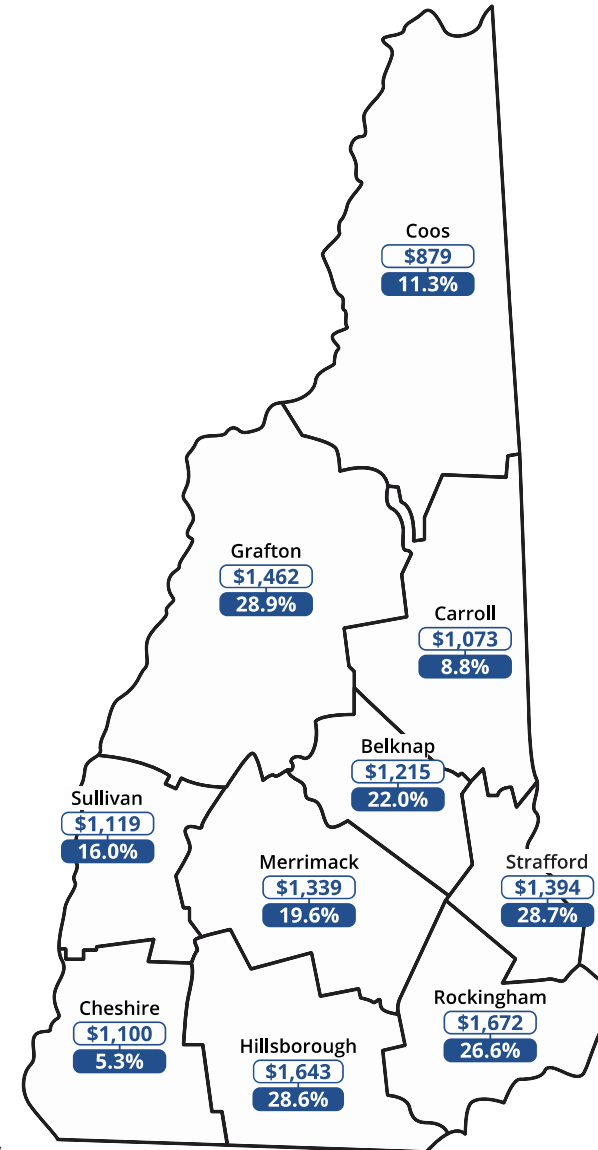 Coos
$879
11.3%
Grafton
$1,462
28.9%
Carroll
$1,073
8.8%
Belknap
$1,215
22.0%
Sullivan
$1,119
16.0%
Merrimack
$1,339
19.6%
Strafford
$1,394
28.7%
Cheshire
$1,100
5.3%
Hillsborough
$1,643
28.6%
Rockingham
$1,672
26.6%